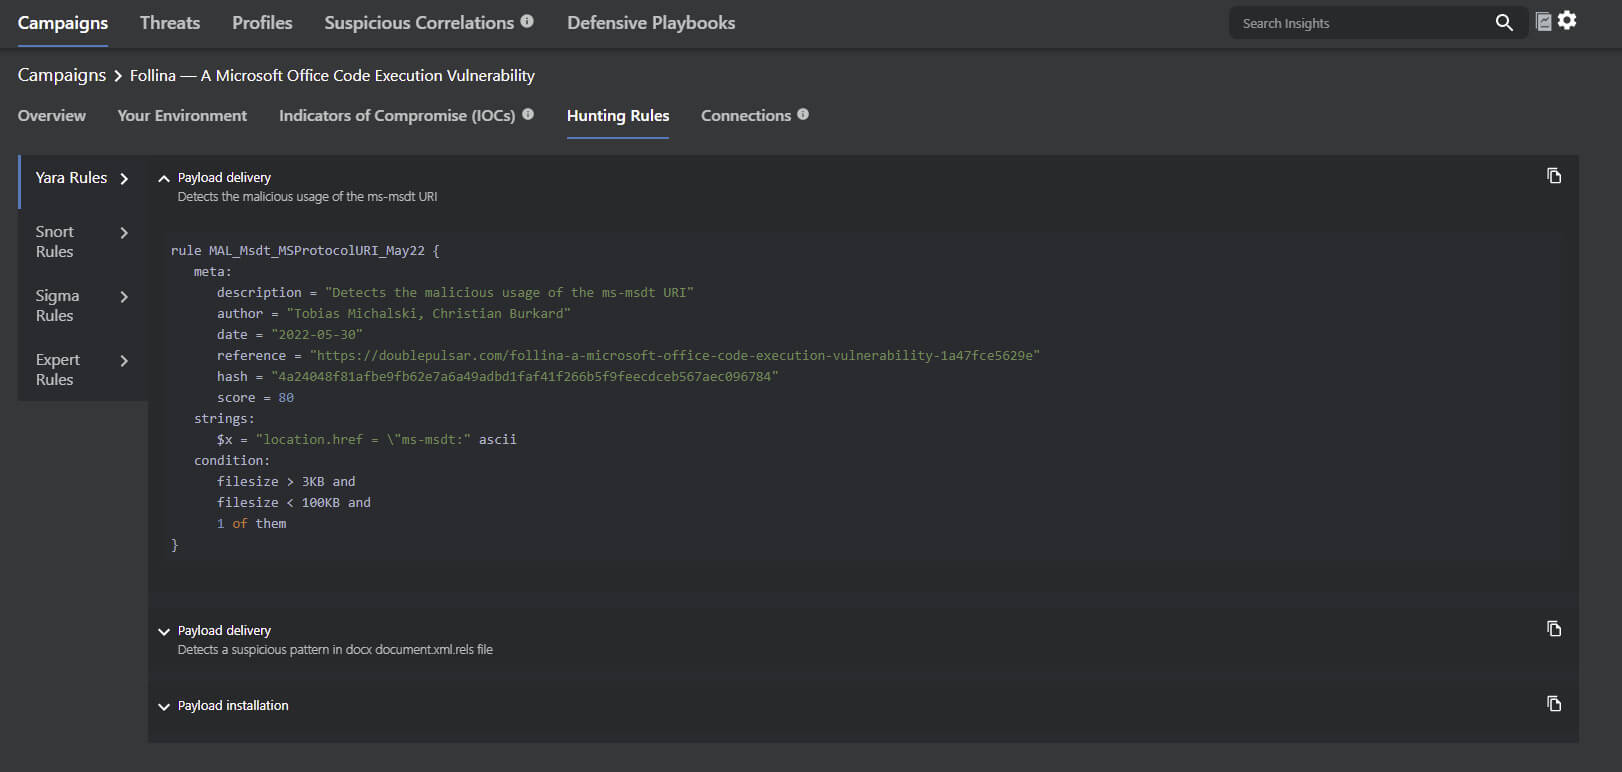 Campaigns Threats Profiles Suspicious Correlations Defensive Playbooks Search Insights
Campaigns > Follina — A Microsoft Office Code Execution Vulnerability
Overview Your Environment Indicators of Compromise (IOCs) Hunting Rules Connections
Yara Rules
Snort
Rules
Sigma
Rules
Expert
Rules
Payload delivery
Detects the malicious usage of the ms-msdt URI
rule MAL_Msdt_MSProtocolURI_May22 {
meta:
description = "Detects the malicious usage of the ms-msdt URI"
author = "Tobias Michalski, Christian Burkard"
date = "2022-05-30"
reference = "https://doublepulsar.com/follina-a-microsoft-office-code-execution-vulnerability-1a47fce5629e"
hash = "4a24048f81afbe9fb62e7a6a49adbd1faf41f266b5f9feecdceb567aec096784"
score = 80
strings:
$x = "location.href = \"ms-msdt:" ascii
condition:
filesize > 3KB and
filesize < 100KB and
1 of them
}
Payload delivery
Detects a suspicious pattern in docx document.xml.rels file
Payload installation